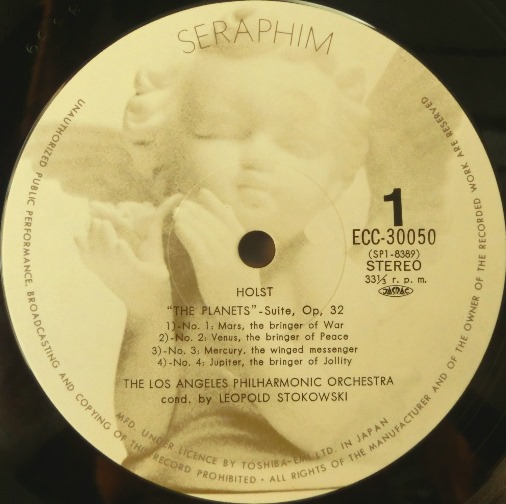 SERAPHIM
1
ECC-30050
(SP1-8389)
STEREO
33⅓ r. p. m.
JASRAC
HOLST
"THE PLANETS"-Suite, Op, 32
1)-No. 1: Mars, the bringer of War
2)-No. 2: Venus, the bringer of Peace
3)-No. 3: Mercury, the winged messenger
4)-No. 4: Jupiter, the bringer of Jollity
THE LOS ANGELES PHILHARMONIC ORCHESTRA
cond. by LEOPOLD STOKOWSKI
MFD. UNDER LICENCE BY TOSHIBA-EMI LTD. IN JAPAN
UNAUTHORIZED PUBLIC PERFORMANCE, BROADCASTING AND COPYING OF THE RECORD PROHIBITED • ALL RIGHTS OF THE MANUFACTURER AND OF THE OWNER OF THE RECORDED WORK ARE RESERVED